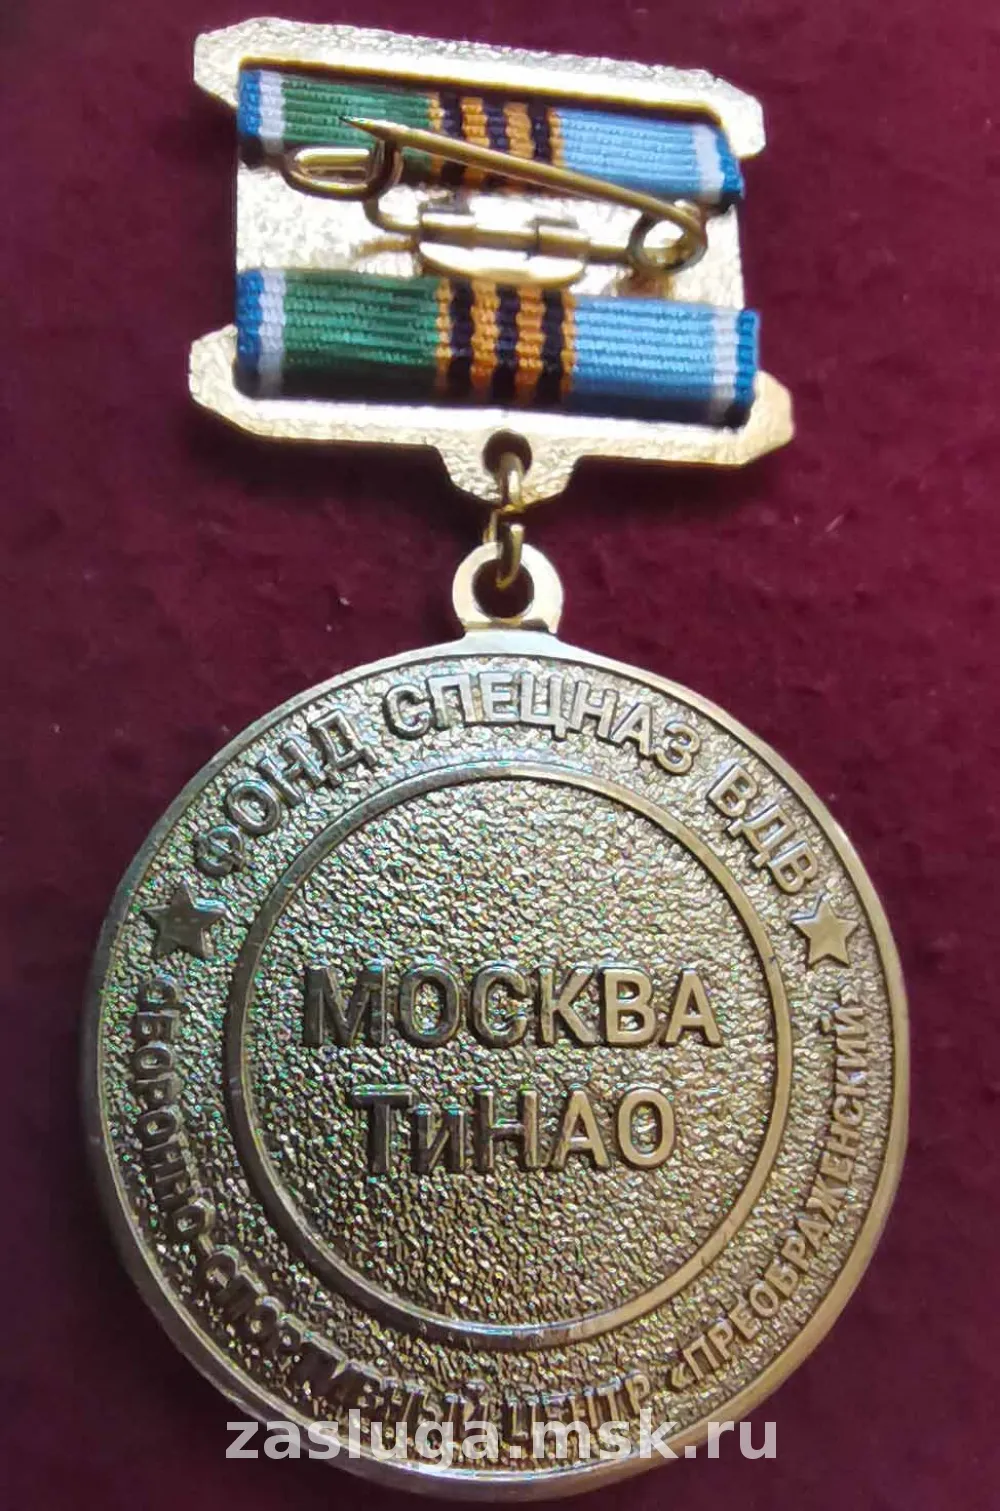 ФОНД СПЕЦНАЗ ВДВ
МОСКВА
ТиНАО
ОБОРОННО-СПОРТИВНЫЙ ЦЕНТР «ПРЕОБРАЖЕНСКИЙ»
zasluga.msk.ru